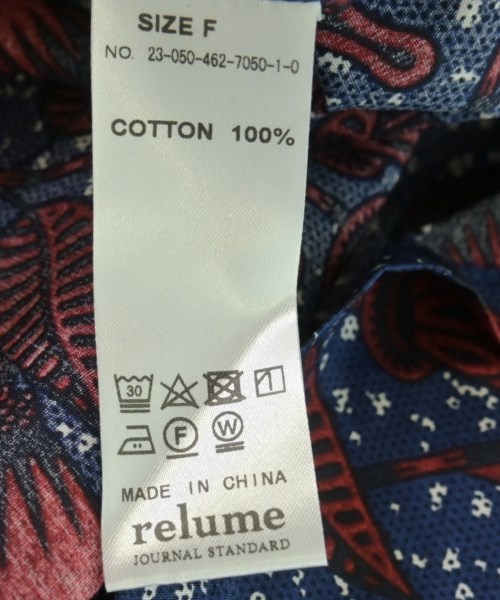 SIZE F
NO. 23-050-462-7050-1-0
COTTON 100%
30
F W
MADE IN CHINA
relume
JOURNAL STANDARD